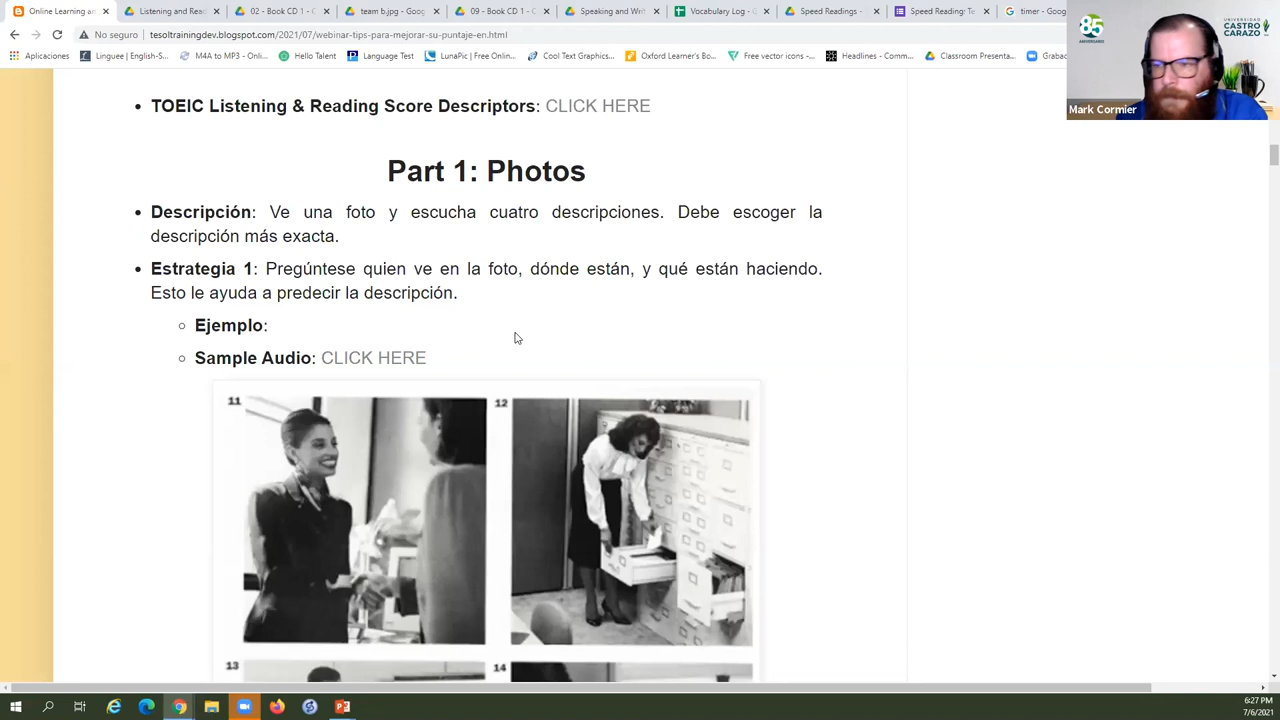 Online Learning an
Listening and Rea
02 - Book CD 1 - C
team b.jpg - Goog
09 - Book CD 1 - C
Speaking and Writ
Vocabulary Log - G
Speed Readings -
Speed Reading: Te
timer - Goog
No seguro
tesoltrainingdev.blogspot.com/2021/07/webinar-tips-para-mejorar-su-puntaje-en.html
Aplicaciones
Linguee | English-S...
M4A to MP3 - Onlin...
Hello Talent
Language Test
LunaPic | Free Onlin...
Cool Text Graphics...
Oxford Learner's Bo...
Free vector icons -...
Headlines - Comm...
Classroom Presenta...
Grabac
85
ANIVERSARIO
UNIVERSIDAD
CASTRO
CARAZO
Mark Cormier
TOEIC Listening & Reading Score Descriptors: CLICK HERE
Part 1: Photos
Descripción: Ve una foto y escucha cuatro descripciones. Debe escoger la
descripción más exacta.
Estrategia 1: Pregúntese quien ve en la foto, dónde están, y qué están haciendo.
Esto le ayuda a predecir la descripción.
Ejemplo:
Sample Audio: CLICK HERE
11
12
13
14
6:27 PM
7/6/2021